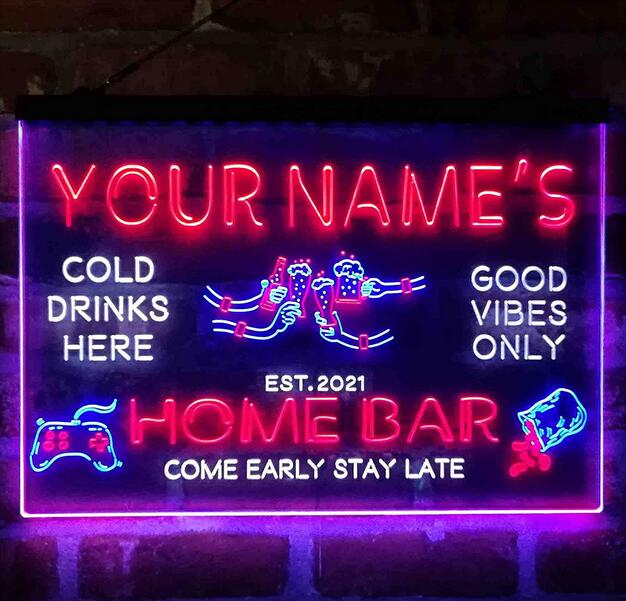 YOUR NAME'S
COLD
DRINKS
HERE
GOOD
VIBES
ONLY
EST.2021
HOME BAR
COME EARLY STAY LATE